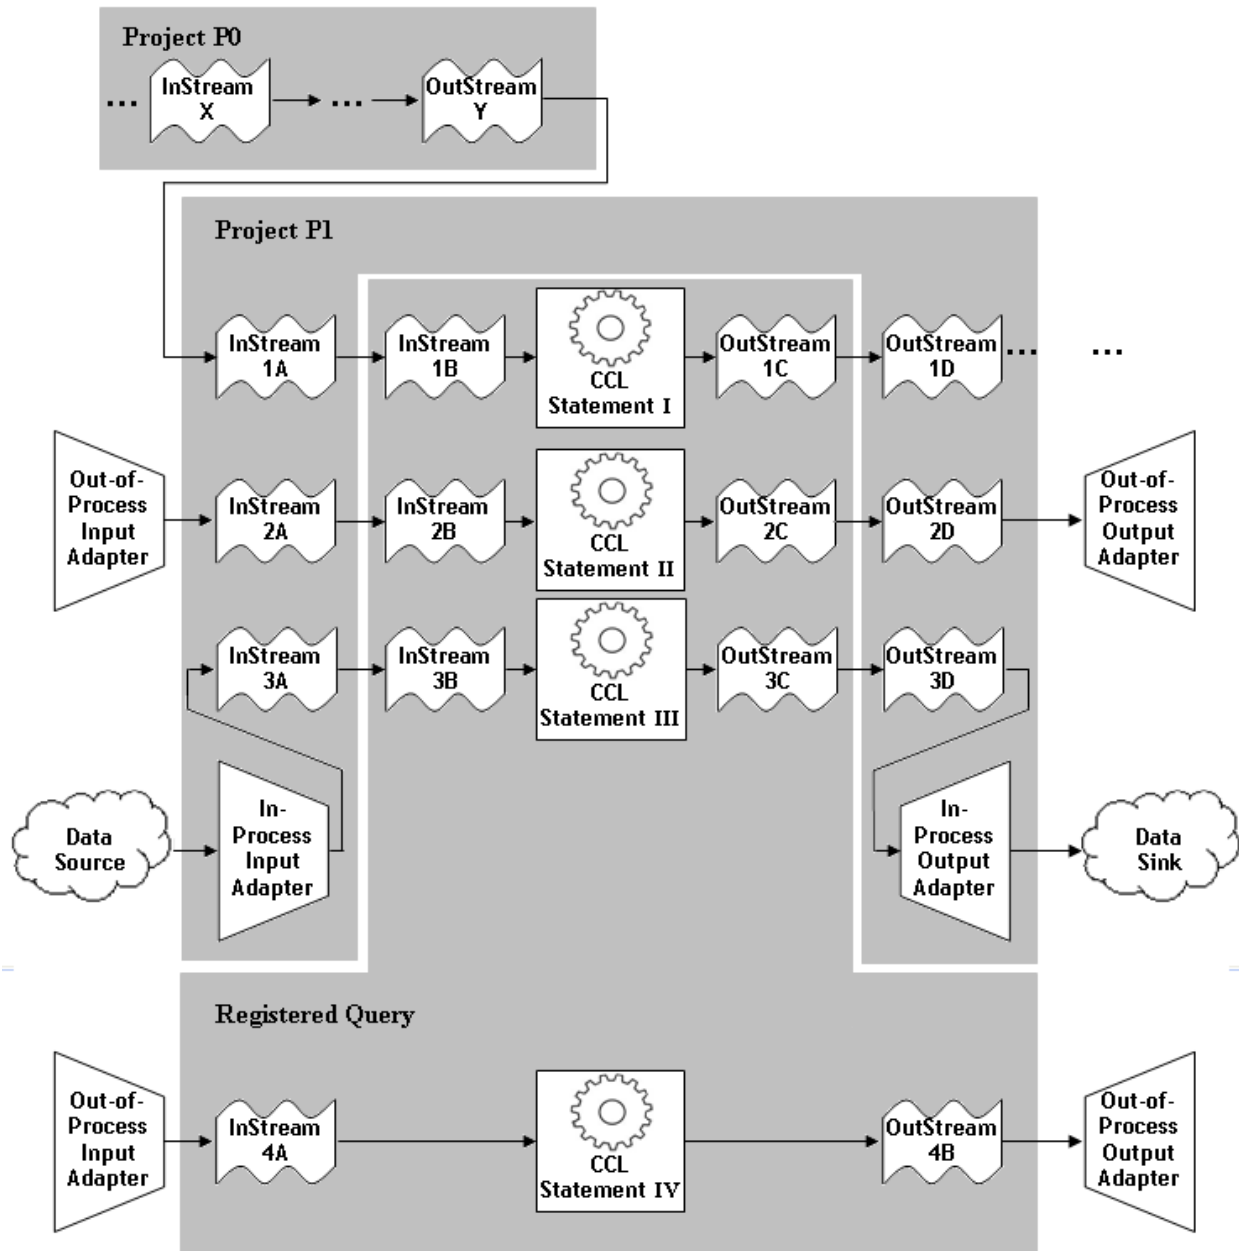 Project P0
InStream
X
...
...
OutStream
Y
Project P1
InStream
1A
InStream
1B
CCL
Statement I
OutStream
1C
OutStream
1D
...
...
Out-of-
Process
Input
Adapter
InStream
2A
InStream
2B
CCL
Statement II
OutStream
2C
OutStream
2D
Out-of-
Process
Output
Adapter
InStream
3A
InStream
3B
CCL
Statement III
OutStream
3C
OutStream
3D
Data
Source
In-
Process
Input
Adapter
In-
Process
Output
Adapter
Data
Sink
Registered Query
Out-of-
Process
Input
Adapter
InStream
4A
CCL
Statement IV
OutStream
4B
Out-of-
Process
Output
Adapter